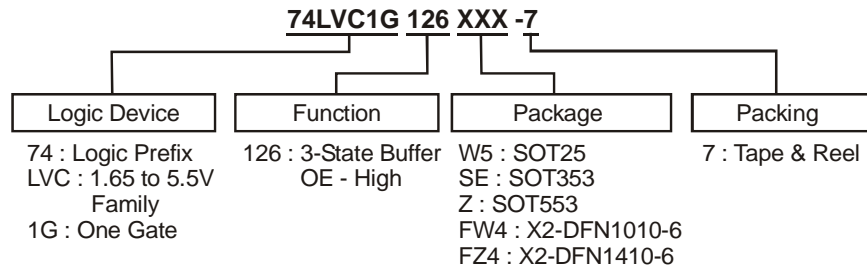 74LVC1G 126 XXX -7
Logic Device
Function
Package
Packing
74 : Logic Prefix
LVC : 1.65 to 5.5V
Family
1G : One Gate
126 : 3-State Buffer
OE - High
W5 : SOT25
SE : SOT353
Z : SOT553
FW4 : X2-DFN1010-6
FZ4 : X2-DFN1410-6
7 : Tape & Reel